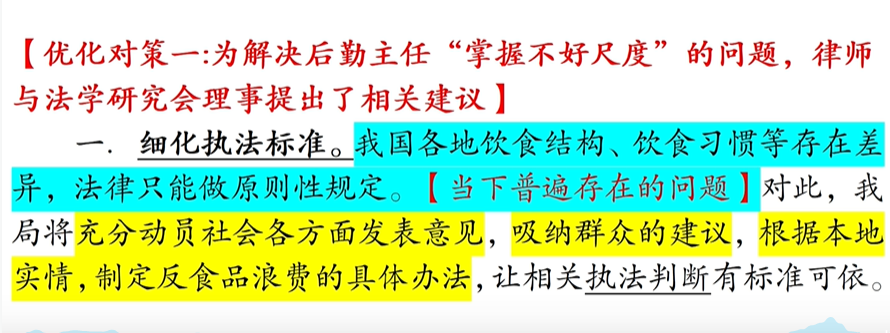 【优化对策一:为解决后勤主任“掌握不好尺度”的问题，律师
与法学研究会理事提出了相关建议】
一. 细化执法标准。我国各地饮食结构、饮食习惯等存在差
异，法律只能做原则性规定。【当下普遍存在的问题】对此，我
局将充分动员社会各方面发表意见，吸纳群众的建议，根据本地
实情，制定反食品浪费的具体办法，让相关执法判断有标准可依。